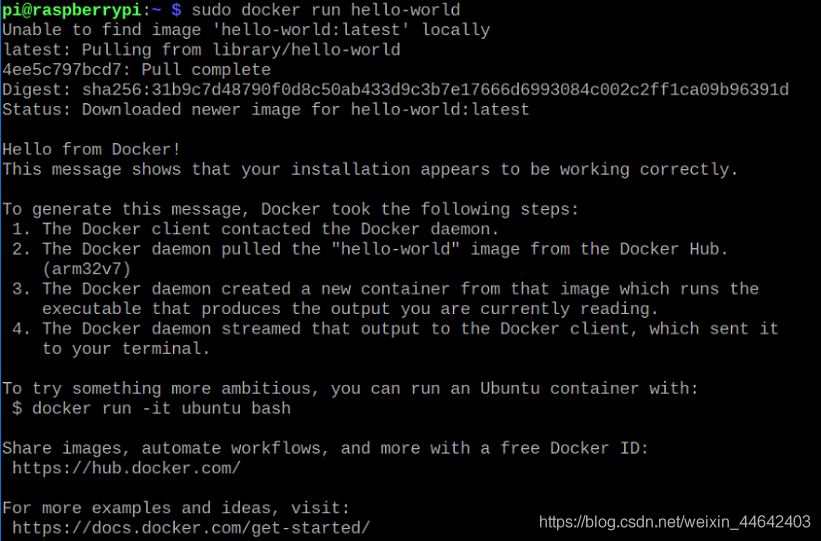 pi@raspberrypi:~ $ sudo docker run hello-world
Unable to find image 'hello-world:latest' locally
latest: Pulling from library/hello-world
4ee5c797bcd7: Pull complete
Digest: sha256:31b9c7d48790f0d8c50ab433d9c3b7e17666d6993084c002c2ff1ca09b96391d
Status: Downloaded newer image for hello-world:latest

Hello from Docker!
This message shows that your installation appears to be working correctly.

To generate this message, Docker took the following steps:
 1. The Docker client contacted the Docker daemon.
 2. The Docker daemon pulled the "hello-world" image from the Docker Hub.
    (arm32v7)
 3. The Docker daemon created a new container from that image which runs the
    executable that produces the output you are currently reading.
 4. The Docker daemon streamed that output to the Docker client, which sent it
    to your terminal.

To try something more ambitious, you can run an Ubuntu container with:
 $ docker run -it ubuntu bash

Share images, automate workflows, and more with a free Docker ID:
 https://hub.docker.com/

For more examples and ideas, visit:
 https://docs.docker.com/get-started/
https://blog.csdn.net/weixin_44642403